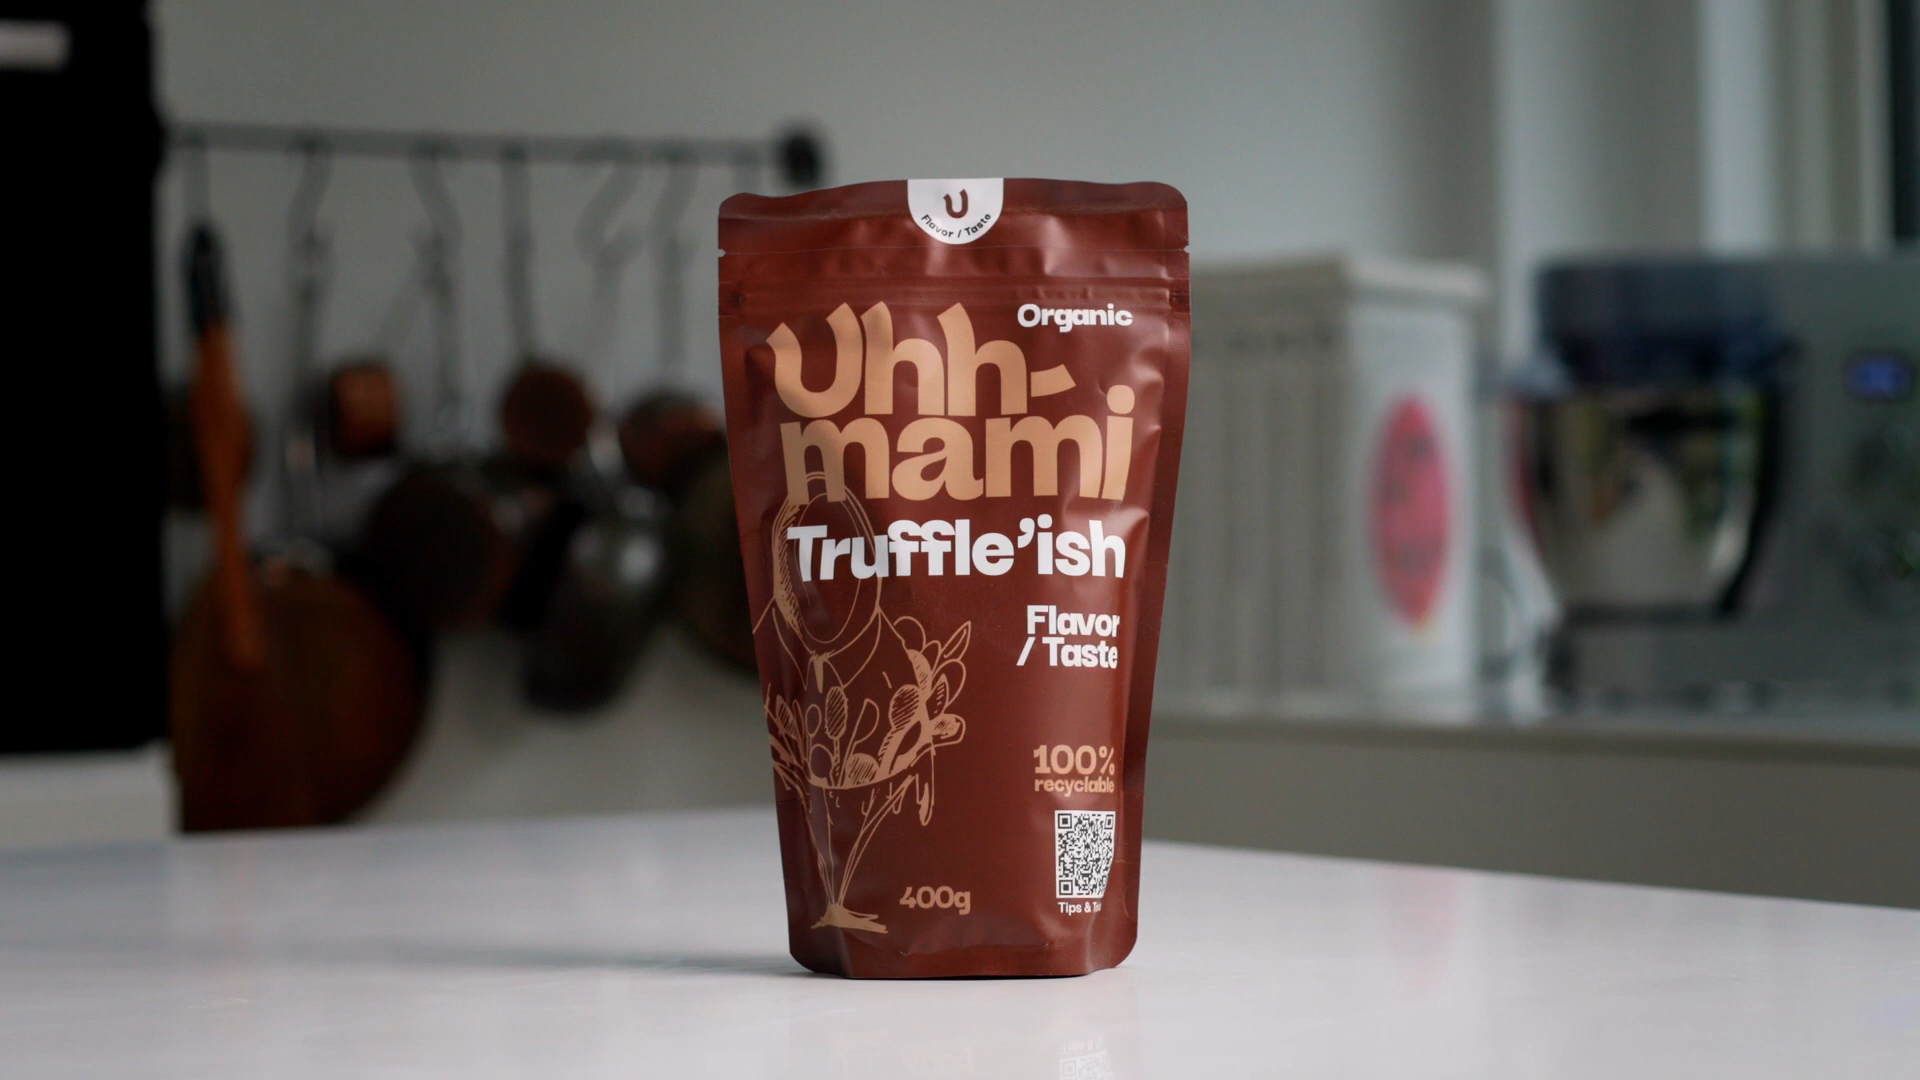 U
Flavor / Taste
Organic
Uhh-
mami
Truffle’ish
Flavor
/ Taste
100%
recyclable
Tips &
400g